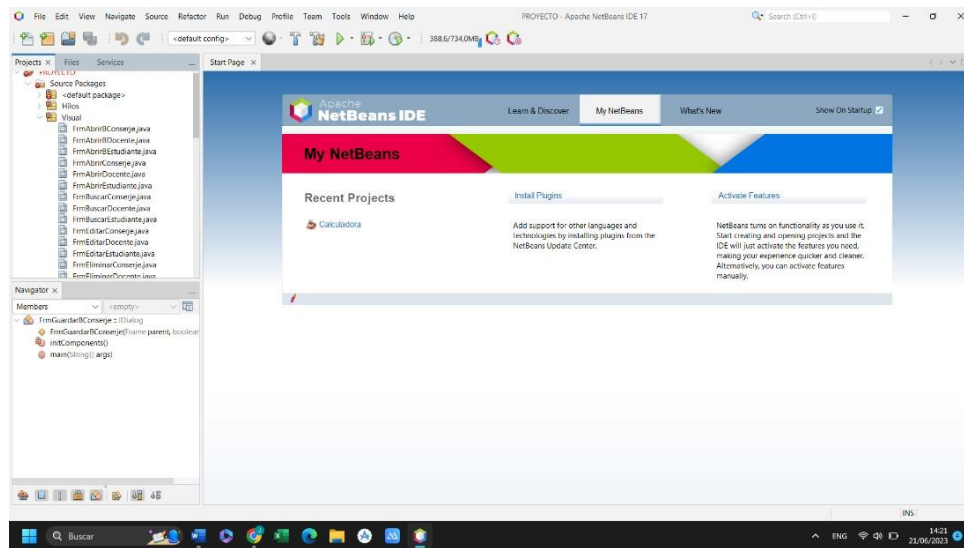 File Edit View Navigate Source Refactor Run Debug Profile Team Tools Window Help
PROYECTO - Apache NetBeans IDE 17
Search (Ctrl+I)
<default config>
388,6/734,0MB
Projects Files Services
Start Page
PROYECTO
Source Packages
<default package>
Hilos
Visual
FrmAbrirBConserje.java
FrmAbrirBDocente.java
FrmAbrirBEstudiante.java
FrmAbrirConserje.java
FrmAbrirDocente.java
FrmAbrirEstudiante.java
FrmBuscarConserje.java
FrmBuscarDocente.java
FrmBuscarEstudiante.java
FrmEditarConserje.java
FrmEditarDocente.java
FrmEditarEstudiante.java
FrmEliminarConserje.java
FrmEliminarDocente.java
Navigator
Members
<empty>
FrmGuardarBConserje :: JDialog
FrmGuardarBConserje(Frame parent, boolean
initComponents()
main(String[] args)
Apache
NetBeans IDE
Learn & Discover
My NetBeans
What's New
Show On Startup
My NetBeans
Recent Projects
Calculadora
Install Plugins
Add support for other languages and
technologies by installing plugins from the
NetBeans Update Center.
Activate Features
NetBeans turns on functionality as you use it.
Start creating and opening projects and the
IDE will just activate the features you need,
making your experience quicker and cleaner.
Alternatively, you can activate features
manually.
INS
Buscar
ENG
14:21
21/06/2023